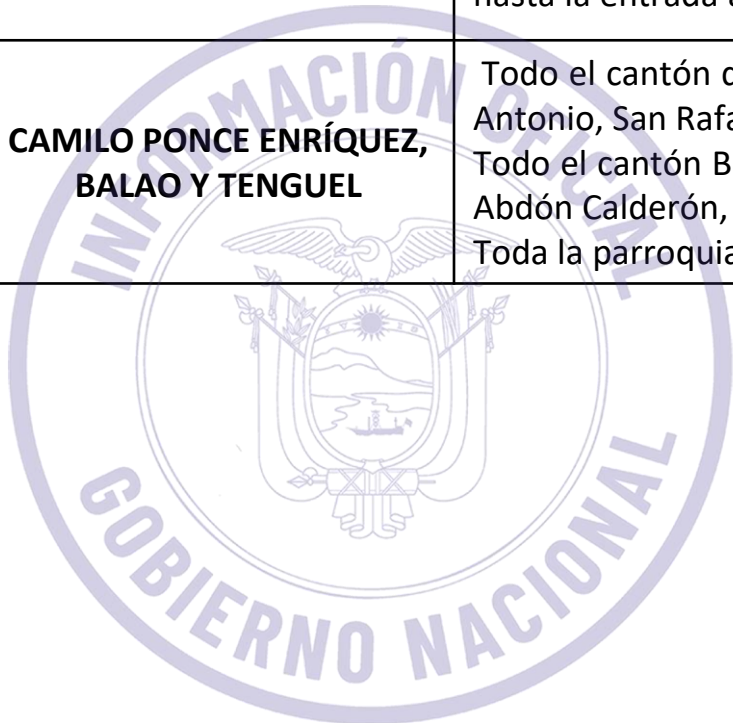 hasta la entrada
CAMILO PONCE ENRÍQUEZ,
BALAO Y TENGUEL
Todo el cantón
Antonio, San Rafa
Todo el cantón B
Abdón Calderón,
Toda la parroquia
INFORMACIÓN OFICIAL
GOBIERNO NACIONAL